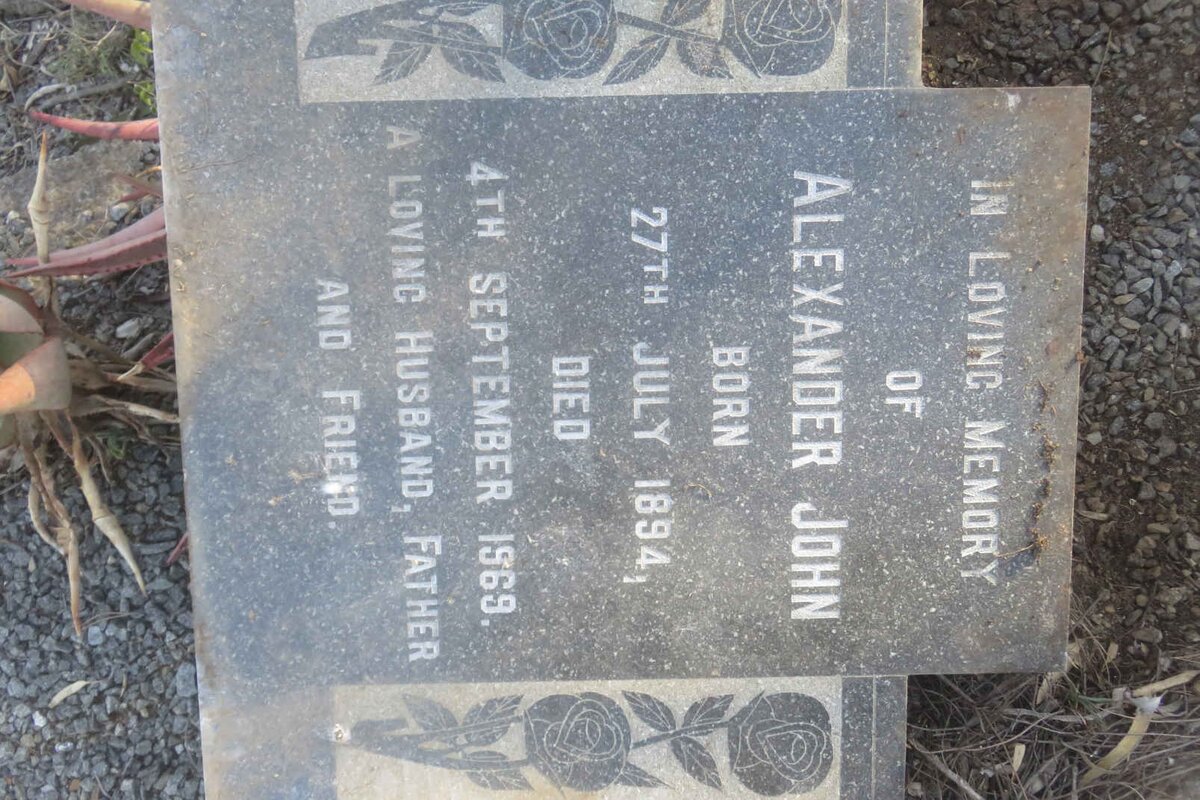 IN LOVING MEMORY
OF
ALEXANDER JOHN
BORN
27TH JULY 1894,
DIED
4TH SEPTEMBER 1969.
A LOVING HUSBAND, FATHER
AND FRIEND.